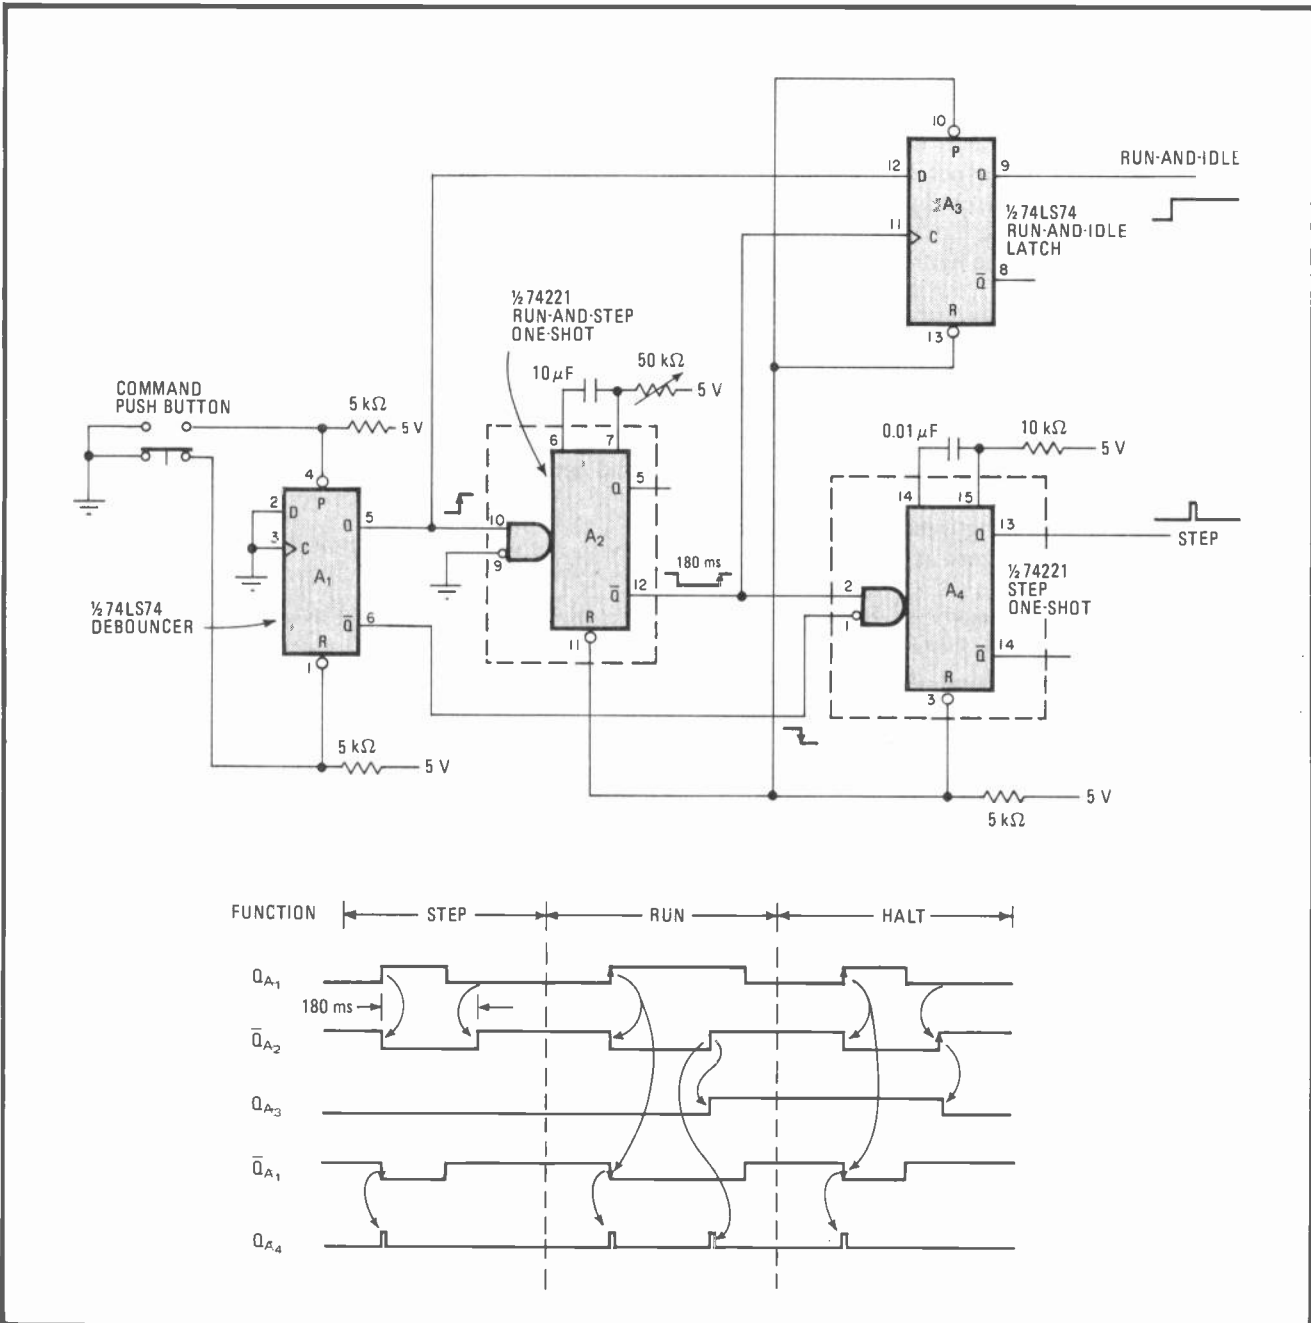 10
P
12
D
Q
9
RUN-AND-IDLE
A3
½74LS74
RUN-AND-IDLE
LATCH
11
C
Q̅
8
R
13
½74221
RUN-AND-STEP
ONE-SHOT
10 µF
50 kΩ
5 V
COMMAND
PUSH BUTTON
5 kΩ
5 V
6
7
Q
5
A2
10
9
Q̅
12
R
11
180 ms
4
P
2
D
3
C
Q
5
A1
Q̅
6
R
1
½74LS74
DEBOUNCER
5 kΩ
5 V
0.01 µF
10 kΩ
5 V
14
15
Q
13
STEP
2
1
A4
½74221
STEP
ONE-SHOT
Q̅
14
R
3
5 kΩ
5 V
FUNCTION
STEP
RUN
HALT
QA1
180 ms
Q̅A2
QA3
Q̅A1
QA4